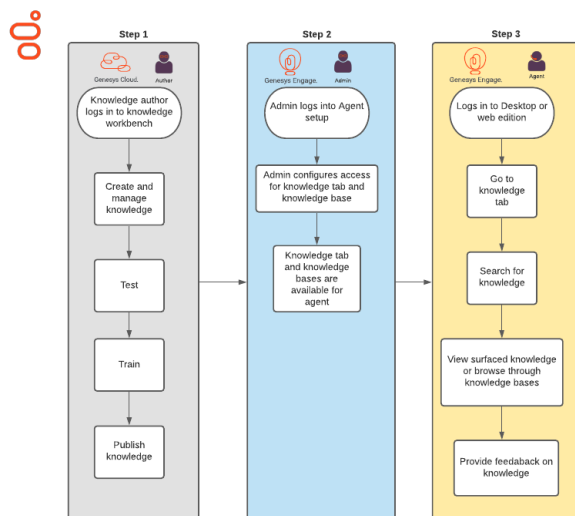 Step 1
Genesys Cloud.
Author
Knowledge author
logs in to knowledge
workbench
Create and
manage
knowledge
Test
Train
Publish
knowledge
Step 2
Genesys Engage.
Admin.
Admin logs into Agent
setup
Admin configures access
for knowledge tab and
knowledge base
Knowledge tab
and knowledge
bases are
available for
agent
Step 3
Genesys Engage.
Agent
Logs in to Desktop or
web edition
Go to
knowledge
tab
Search for
knowledge
View surfaced knowledge
or browse through
knowledge bases
Provide feedaback on
knowledge